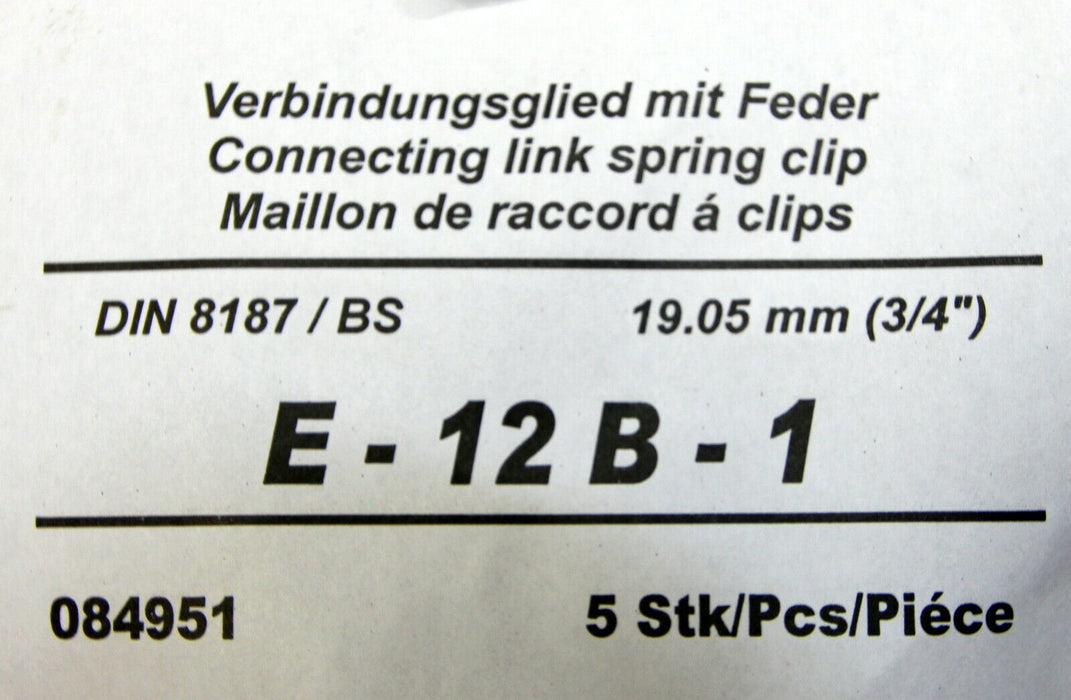 Verbindungsglied mit Feder
Connecting link spring clip
Maillon de raccord á clips
DIN 8187 / BS 19.05 mm (3/4")
E - 12 B - 1
084951 5 Stk/Pcs/Piéce